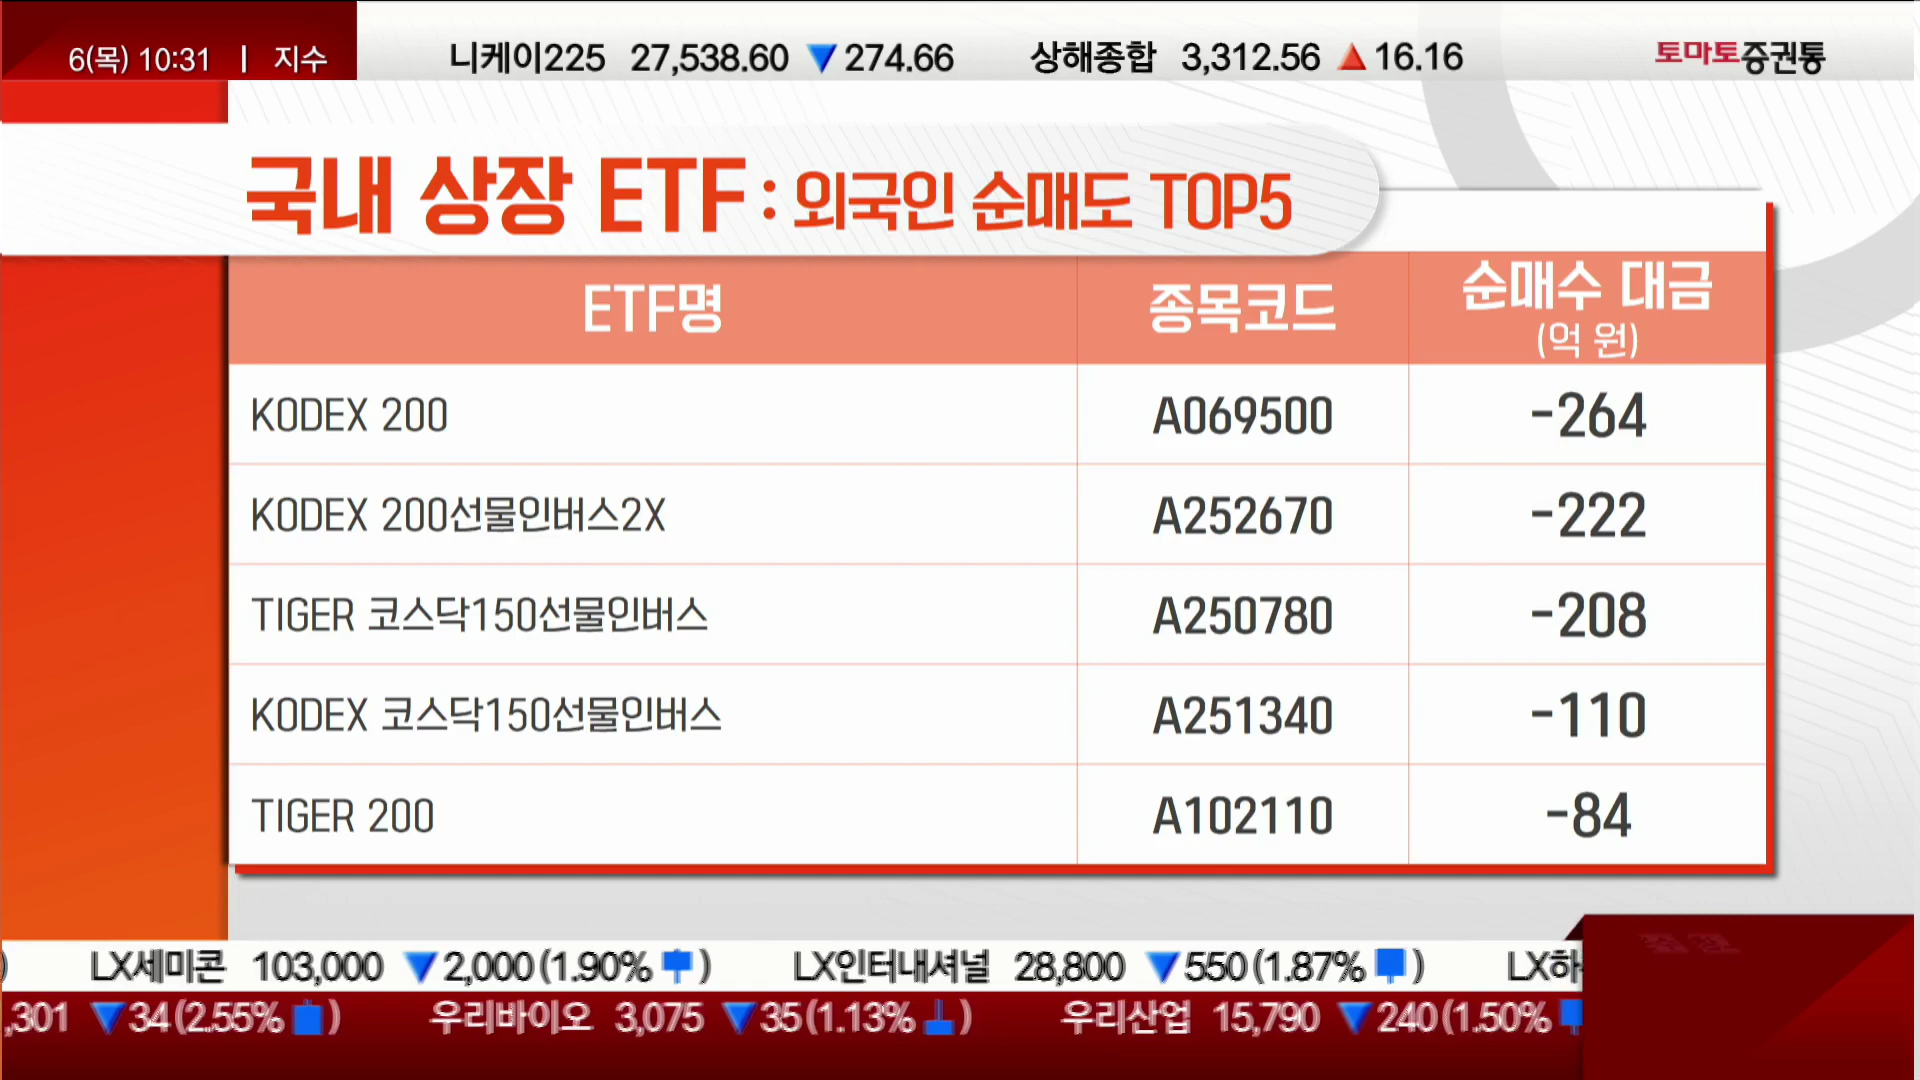 6(목) 10:31 | 지수 니케이225 27,538.60 ▼274.66 상해종합 3,312.56 ▲16.16 토마토증권통
국내 상장 ETF : 외국인 순매도 TOP5
ETF명 종목코드 순매수 대금
(억 원)
KODEX 200 A069500 -264
KODEX 200선물인버스2X A252670 -222
TIGER 코스닥150선물인버스 A250780 -208
KODEX 코스닥150선물인버스 A251340 -110
TIGER 200 A102110 -84
) LX세미콘 103,000 ▼2,000(1.90% ) LX인터내셔널 28,800 ▼550(1.87% ) LX하
,301 ▼34(2.55% ) 우리바이오 3,075 ▼35(1.13% ) 우리산업 15,790 ▼240(1.50%